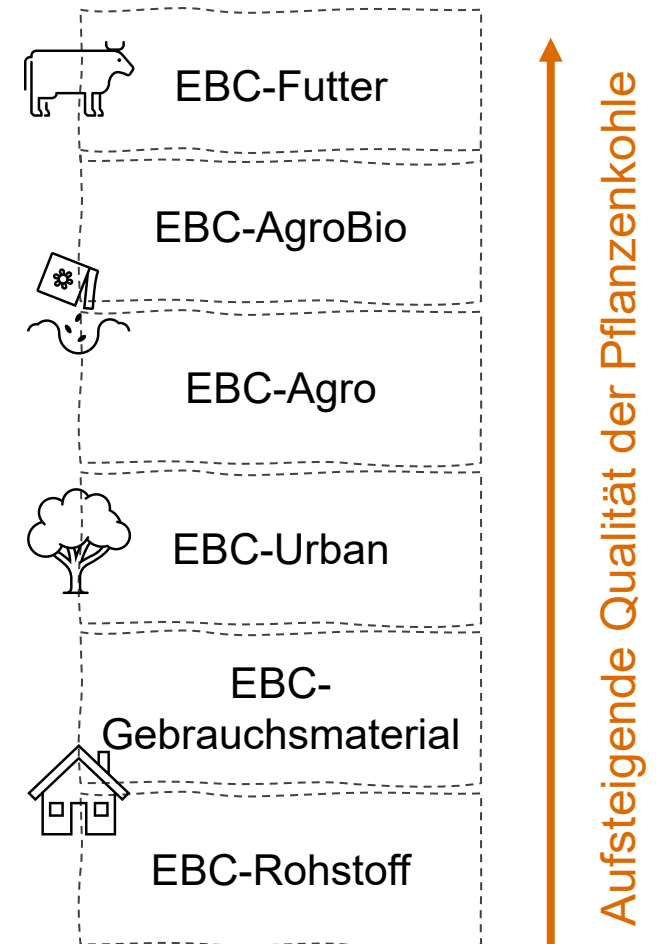 EBC-Futter
EBC-AgroBio
EBC-Agro
EBC-Urban
EBC-
Gebrauchsmaterial
EBC-Rohstoff
Aufsteigende Qualität der Pflanzenkohle